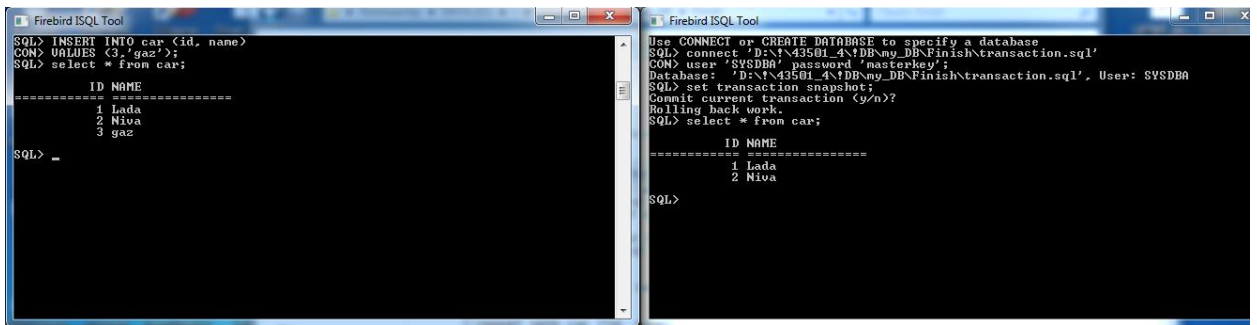 Firebird ISQL Tool
SQL> INSERT INTO car (id, name)
CON> VALUES (3,'gaz');
SQL> select * from car;
ID NAME
============ ================
1 Lada
2 Niva
3 gaz
SQL> _
Firebird ISQL Tool
Use CONNECT or CREATE DATABASE to specify a database
SQL> connect 'D:\!\43501_4\!DB\my_DB\Finish\transaction.sql'
CON> user 'SYSDBA' password 'masterkey';
Database:  'D:\!\43501_4\!DB\my_DB\Finish\transaction.sql', User: SYSDBA
SQL> set transaction snapshot;
Commit current transaction (y/n)?
Rolling back work.
SQL> select * from car;
ID NAME
============ ================
1 Lada
2 Niva
SQL>